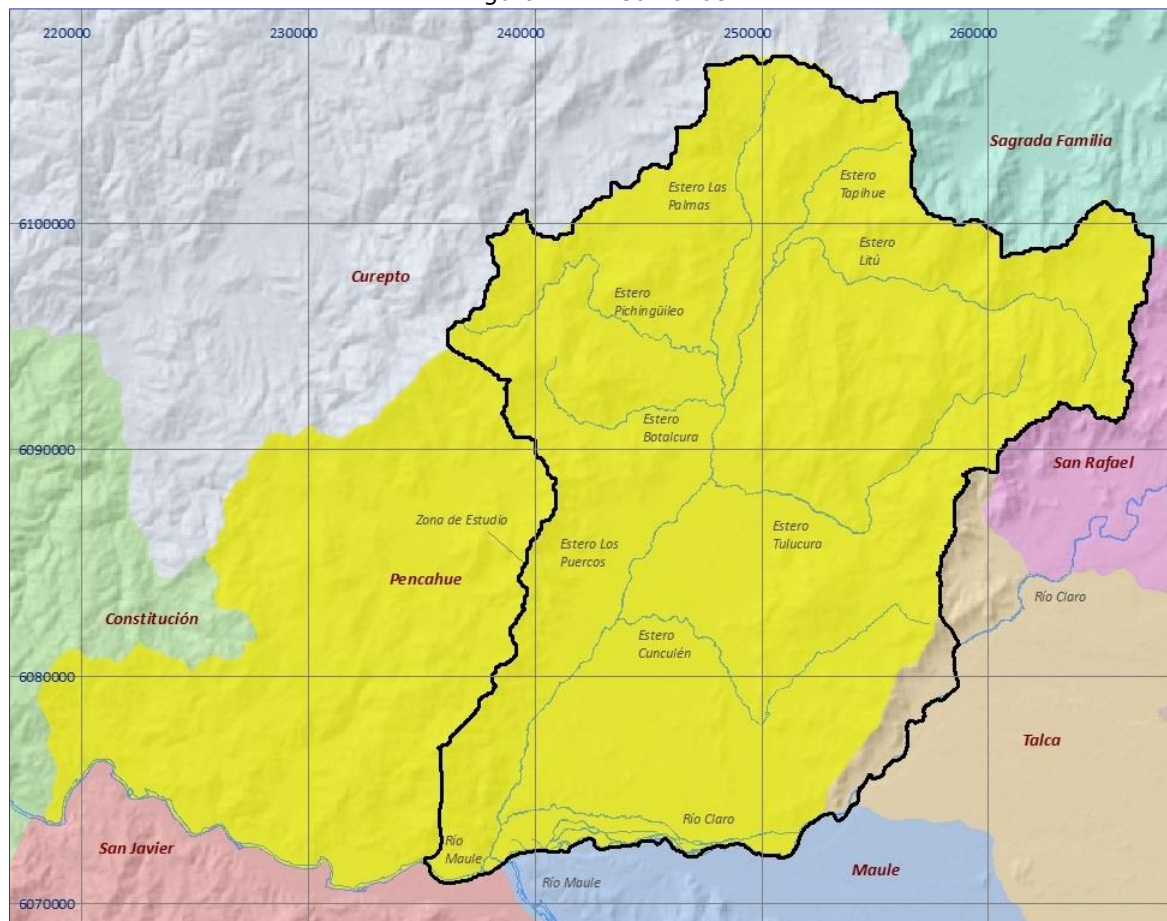 220000
230000
240000
250000
260000
Sagrada Familia
Estero Las
Palmas
Estero
Tapihue
6100000
Estero
Litú
Curepto
Estero
Pichingüileo
Estero
Botalcura
6090000
San Rafael
Zona de Estudio
Estero Los
Puercos
Estero
Tulucura
Pencahue
Río Claro
Constitución
Estero
Cunculén
6080000
Talca
Río Claro
San Javier
Río
Maule
Maule
Río Maule
6070000